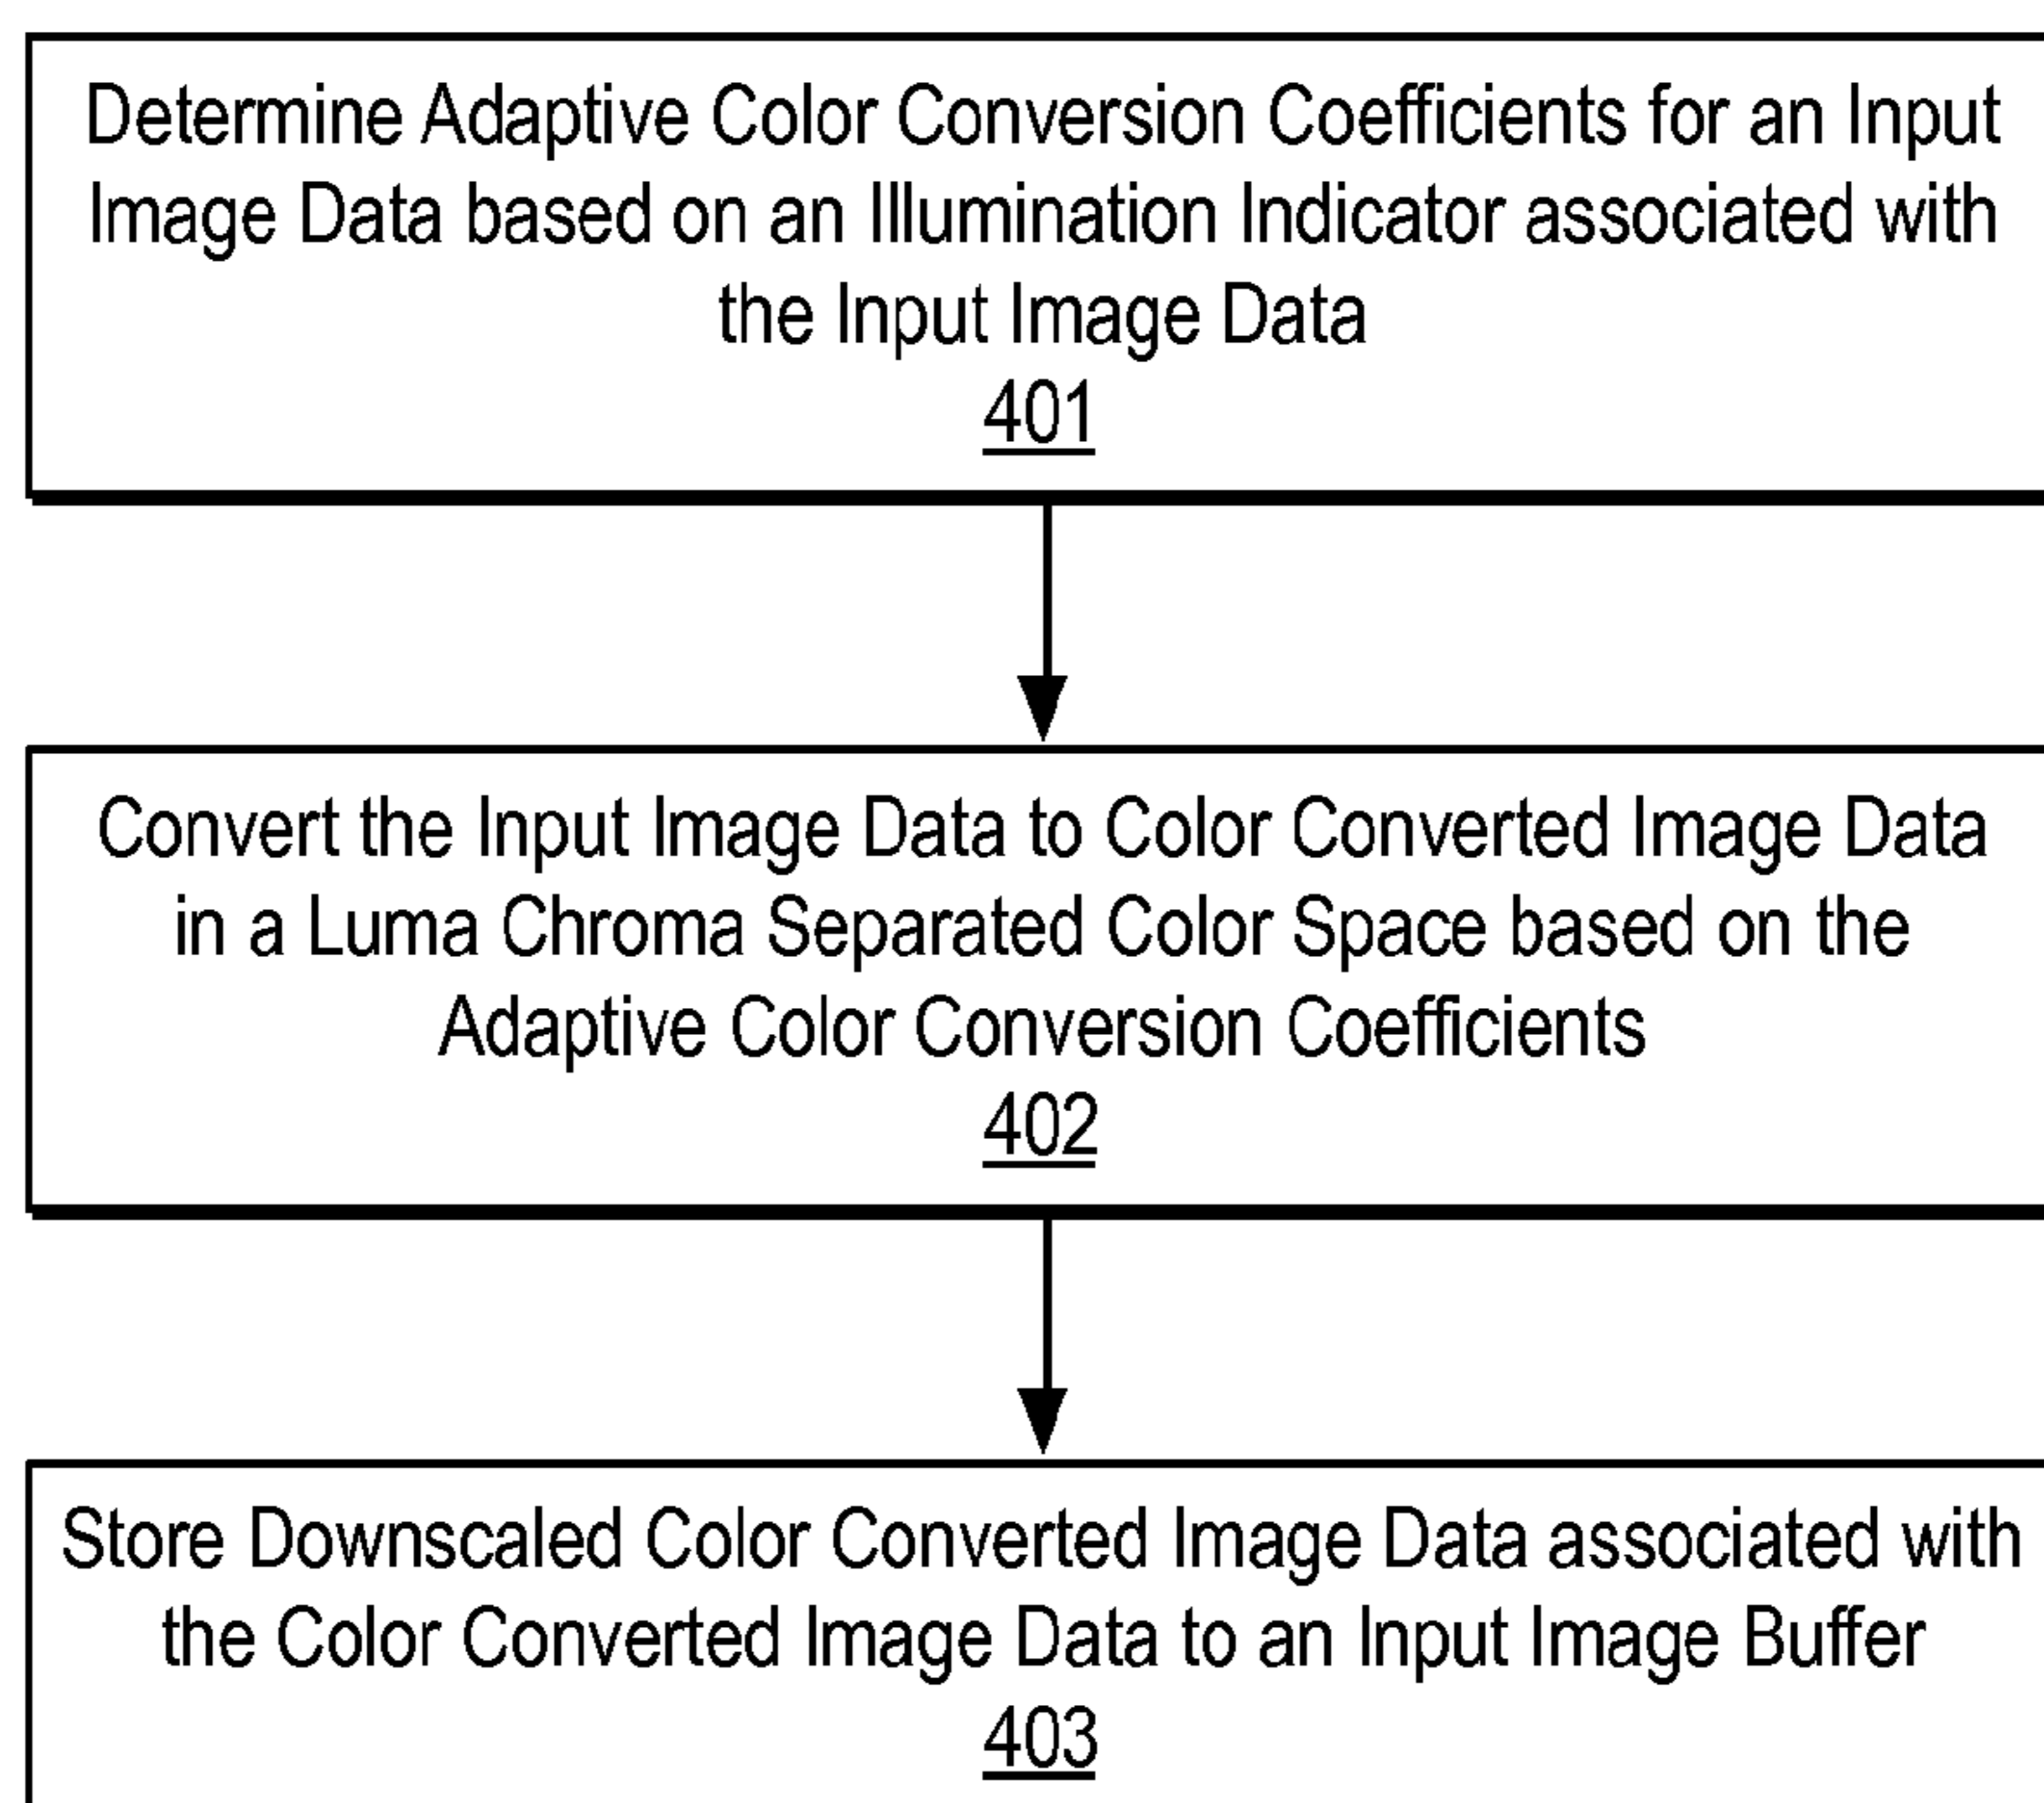 Determine Adaptive Color Conversion Coefficients for an Input
Image Data based on an Illumination Indicator associated with
the Input Image Data
401
Convert the Input Image Data to Color Converted Image Data
in a Luma Chroma Separated Color Space based on the
Adaptive Color Conversion Coefficients
402
Store Downscaled Color Converted Image Data associated with
the Color Converted Image Data to an Input Image Buffer
403